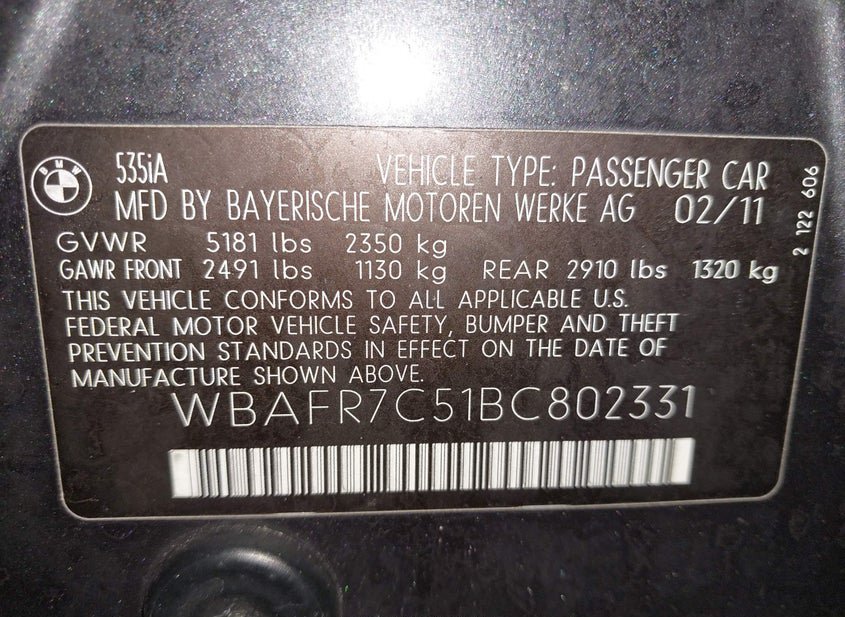 BMW
535iA VEHICLE TYPE: PASSENGER CAR
MFD BY BAYERISCHE MOTOREN WERKE AG 02/11
GVWR 5181 lbs 2350 kg
GAWR FRONT 2491 lbs 1130 kg REAR 2910 lbs 1320 kg
THIS VEHICLE CONFORMS TO ALL APPLICABLE U.S.
FEDERAL MOTOR VEHICLE SAFETY, BUMPER AND THEFT
PREVENTION STANDARDS IN EFFECT ON THE DATE OF
MANUFACTURE SHOWN ABOVE.
WBAFR7C51BC802331
2 122 606